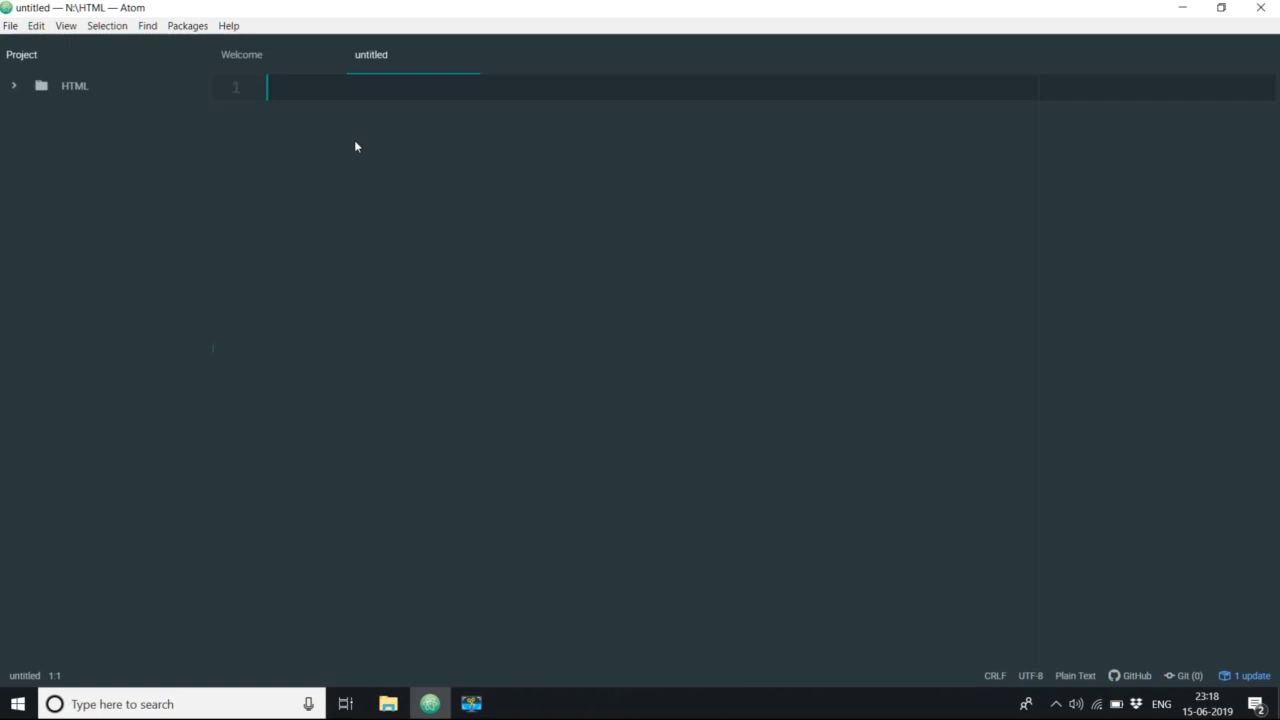 untitled — N:\HTML — Atom
File Edit View Selection Find Packages Help
Project Welcome untitled
HTML
1
untitled 1:1 CRLF UTF-8 Plain Text GitHub Git (0) 1 update
Type here to search
ENG
23:18
15-06-2019
2